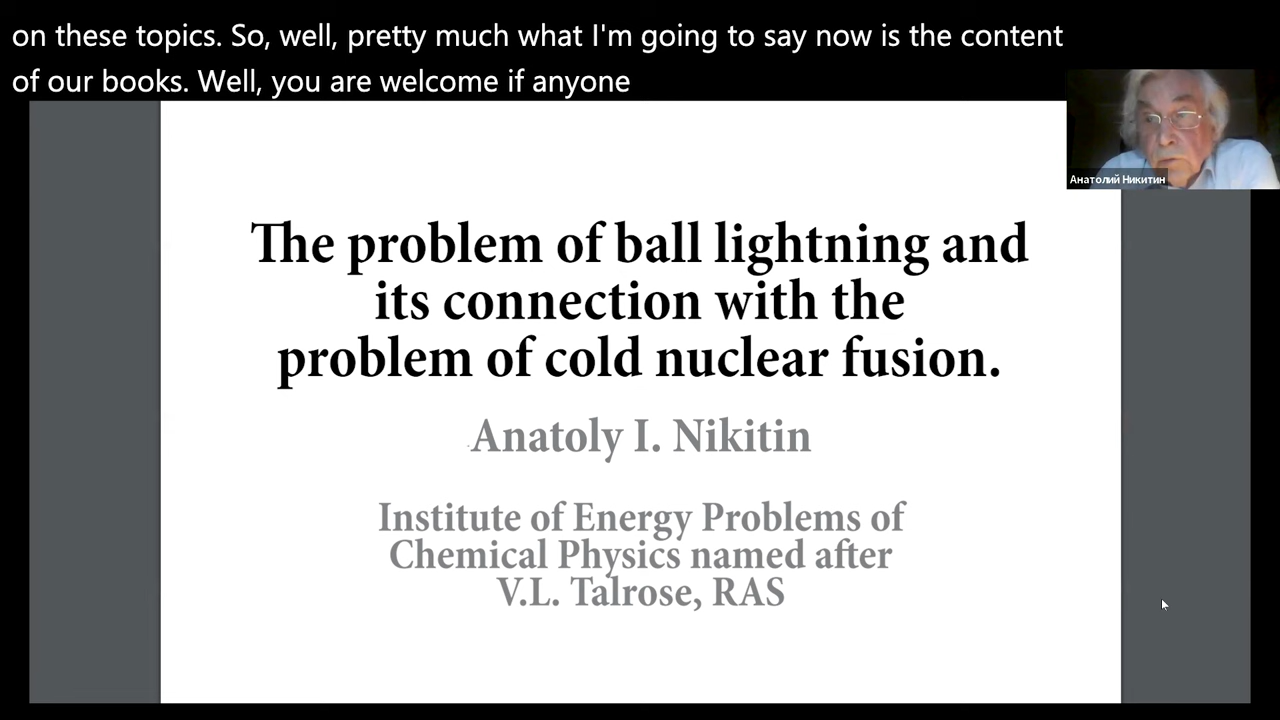 on these topics. So, well, pretty much what I'm going to say now is the content
of our books. Well, you are welcome if anyone
Анатолий Никитин
The problem of ball lightning and
its connection with the
problem of cold nuclear fusion.
Anatoly I. Nikitin
Institute of Energy Problems of
Chemical Physics named after
V.L. Talrose, RAS